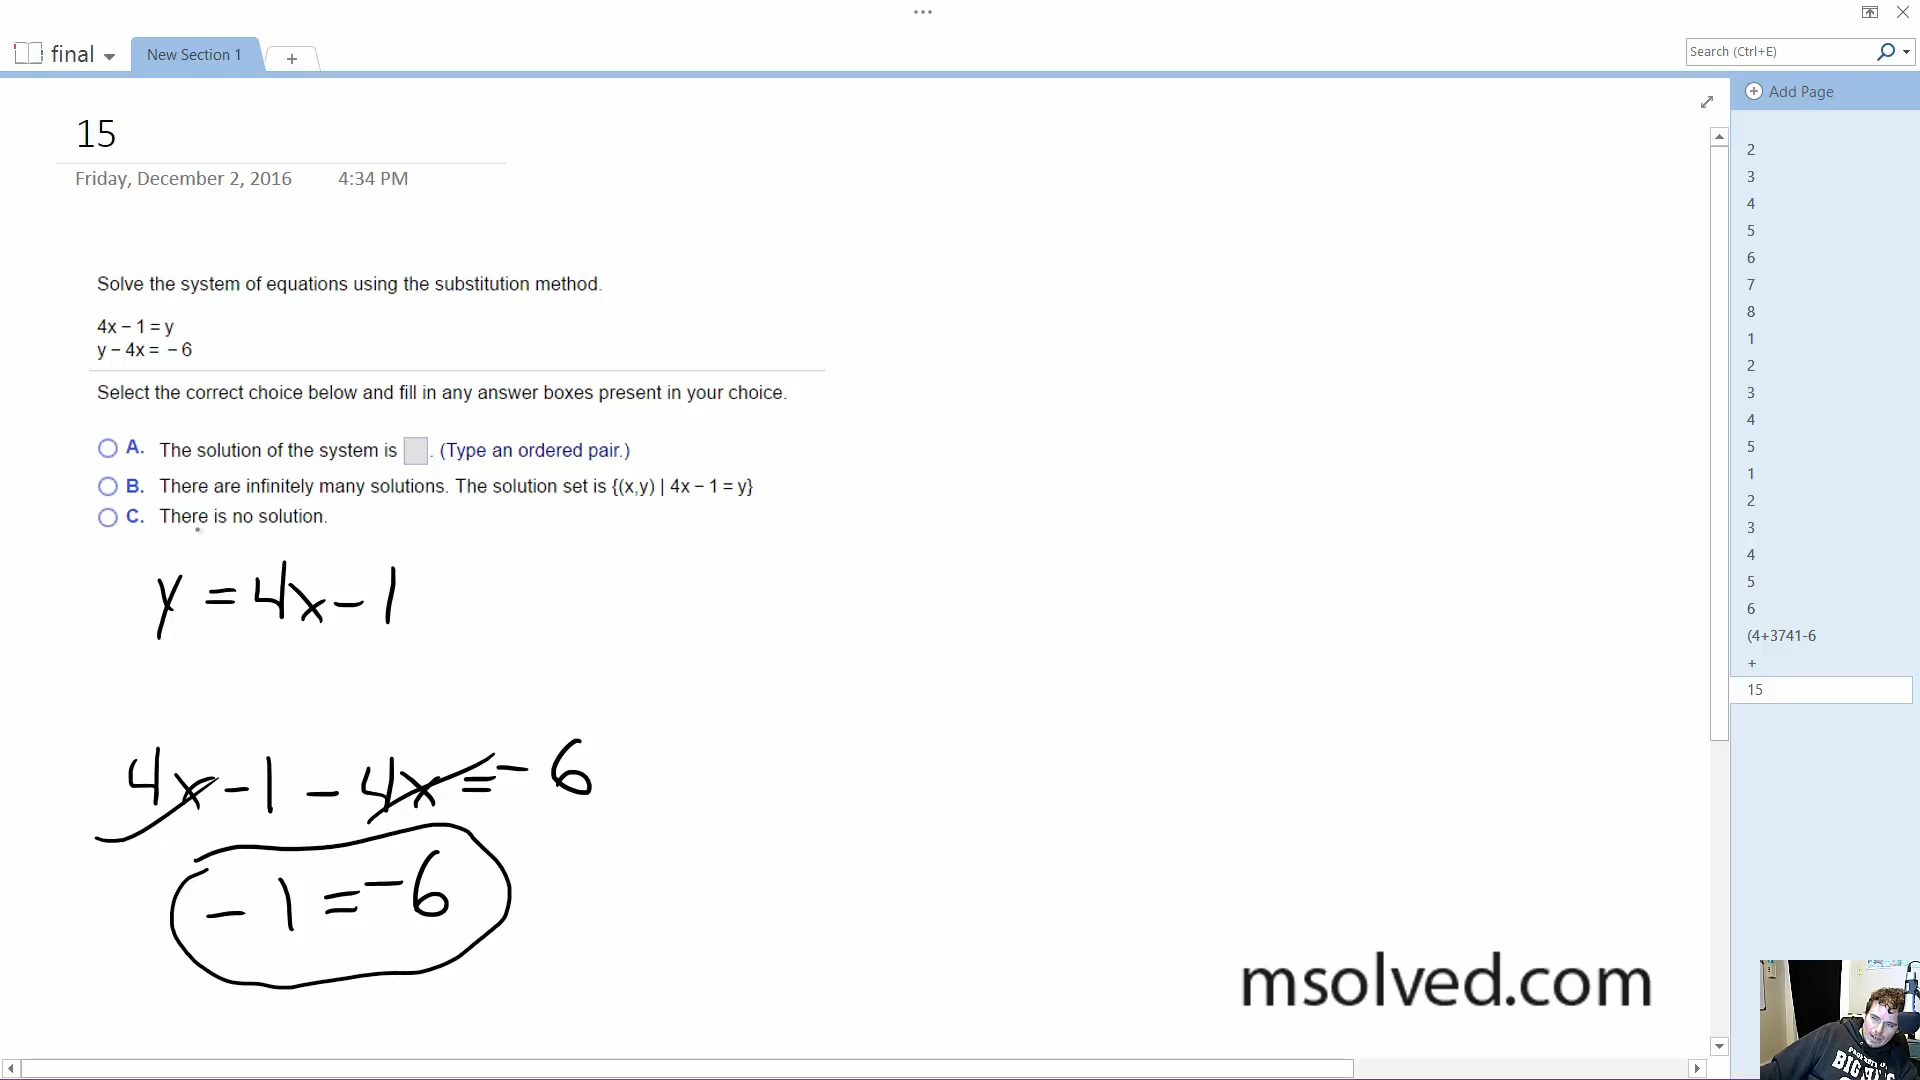 final
New Section 1
+
Search (Ctrl+E)
Add Page
15
Friday, December 2, 2016 4:34 PM
Solve the system of equations using the substitution method.
4x − 1 = y
y − 4x = − 6
Select the correct choice below and fill in any answer boxes present in your choice.
A. The solution of the system is . (Type an ordered pair.)
B. There are infinitely many solutions. The solution set is {(x,y) | 4x − 1 = y}
C. There is no solution.
y = 4x - 1
4x - 1 - 4x = -6
-1 = -6
msolved.com
2
3
4
5
6
7
8
1
2
3
4
5
1
2
3
4
5
6
(4+3741-6
+
15